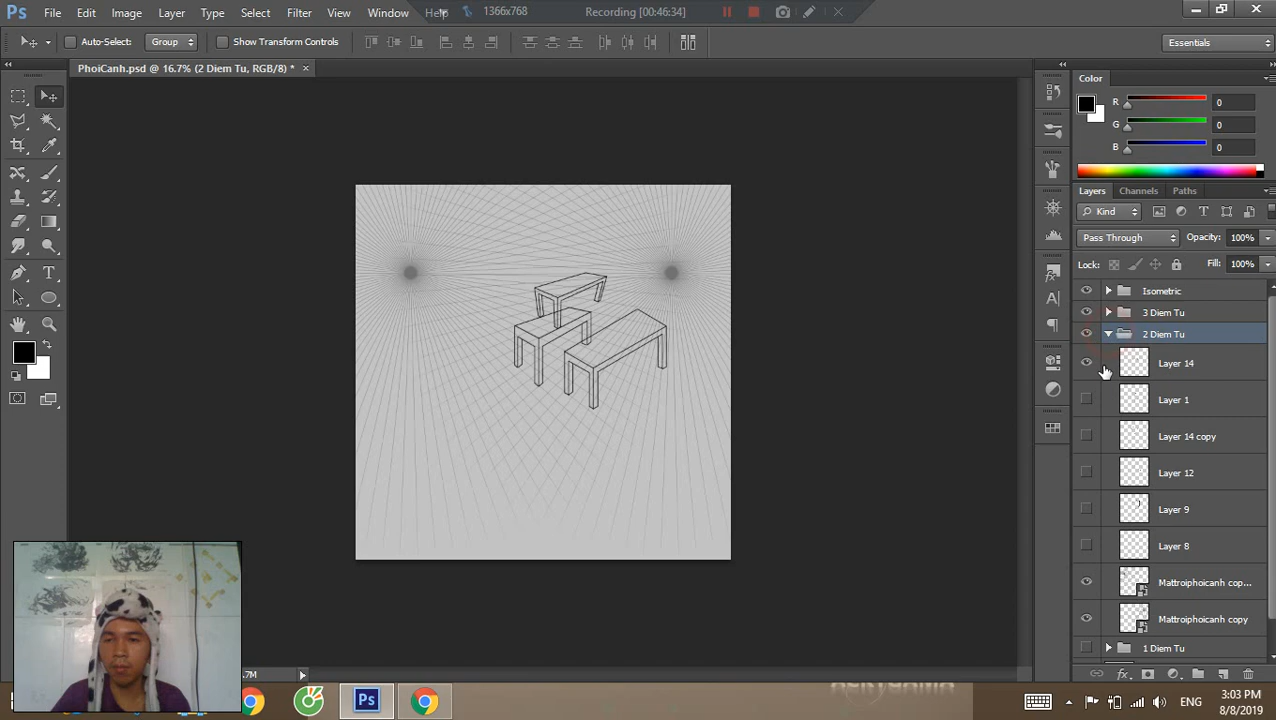 Ps File Edit Image Layer Type Select Filter View Window Help 1366x768 Recording [00:46:34]
Auto-Select: Group Show Transform Controls Essentials
PhoiCanh.psd @ 16.7% (2 Diem Tu, RGB/8) * ×
Color
R 0
G 0
B 0
Layers Channels Paths
Kind
Pass Through Opacity: 100%
Lock: Fill: 100%
Isometric
3 Diem Tu
2 Diem Tu
Layer 14
Layer 1
Layer 14 copy
Layer 12
Layer 9
Layer 8
Mattroiphoicanh cop...
Mattroiphoicanh copy
1 Diem Tu
.7M
Ps
ENG
3:03 PM
8/8/2019